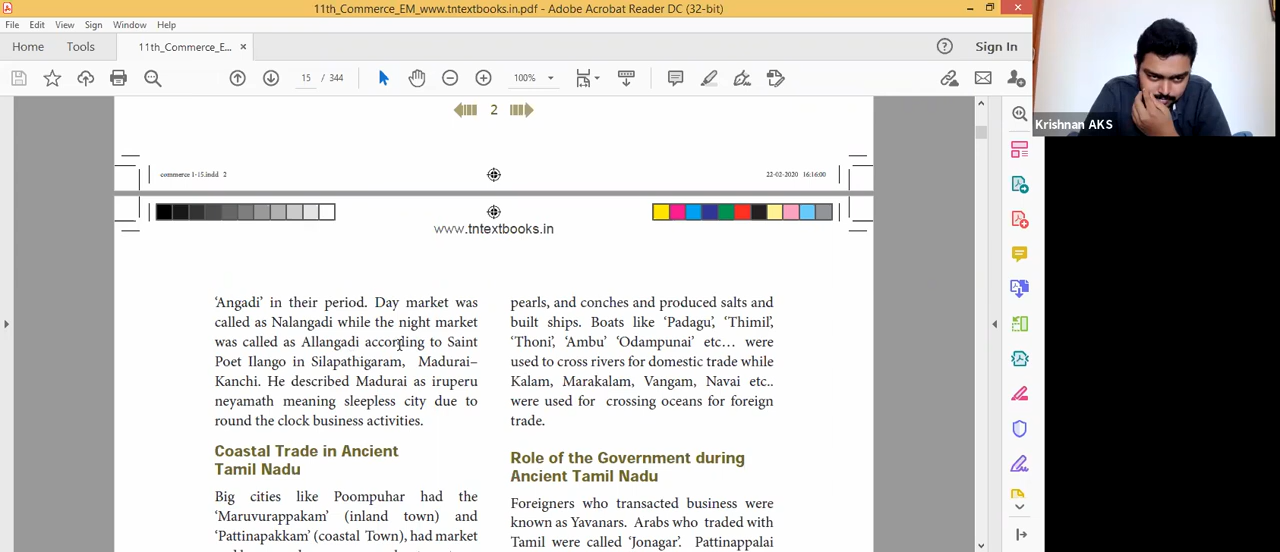 11th_Commerce_EM_www.tntextbooks.in.pdf - Adobe Acrobat Reader DC (32-bit)
File Edit View Sign Window Help
Home Tools 11th_Commerce_E... × Sign In
15 / 344 100%
Krishnan AKS
2
commerce 1-15.indd 2 22-02-2020 16:16:00
www.tntextbooks.in
‘Angadi’ in their period. Day market was
called as Nalangadi while the night market
was called as Allangadi according to Saint
Poet Ilango in Silapathigaram, Madurai–
Kanchi. He described Madurai as iruperu
neyamath meaning sleepless city due to
round the clock business activities.
Coastal Trade in Ancient
Tamil Nadu
Big cities like Poompuhar had the
‘Maruvurappakam’ (inland town) and
‘Pattinapakkam’ (coastal Town), had market
pearls, and conches and produced salts and
built ships. Boats like ‘Padagu’, ‘Thimil’,
‘Thoni’, ‘Ambu’ ‘Odampunai’ etc… were
used to cross rivers for domestic trade while
Kalam, Marakalam, Vangam, Navai etc..
were used for crossing oceans for foreign
trade.
Role of the Government during
Ancient Tamil Nadu
Foreigners who transacted business were
known as Yavanars. Arabs who traded with
Tamil were called ‘Jonagar’. Pattinappalai